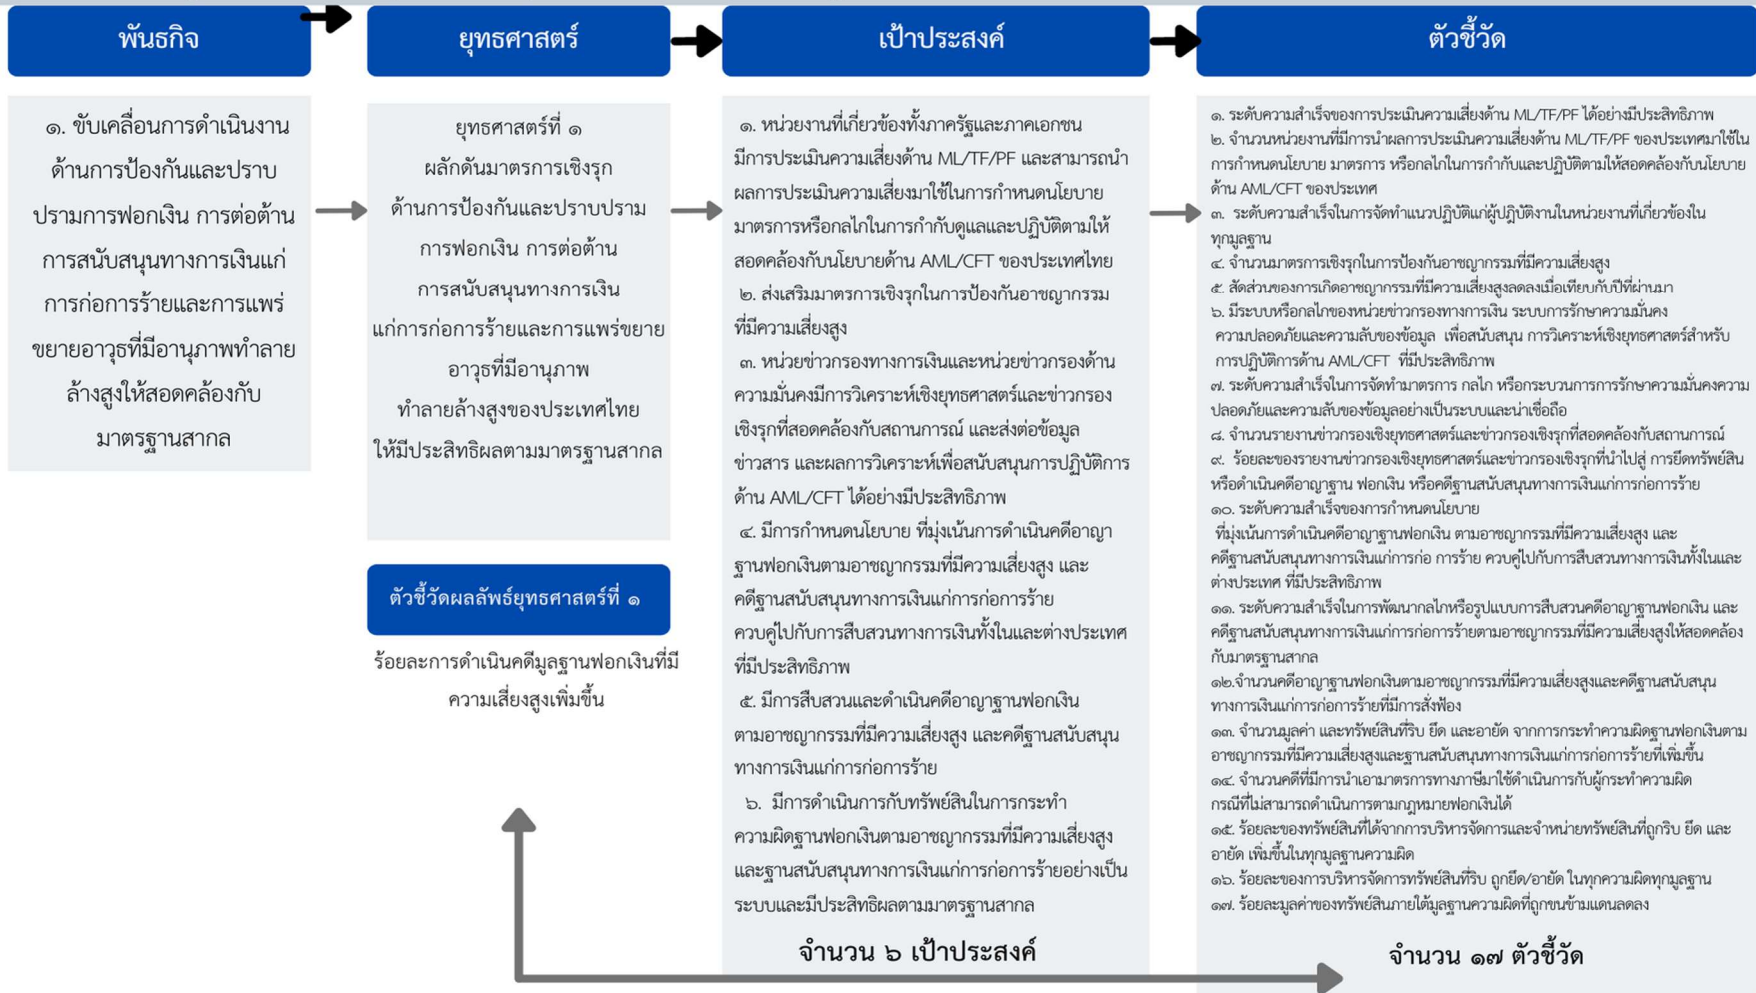 พันธกิจ
๑. ขับเคลื่อนการดำเนินงาน
ด้านการป้องกันและปราบ
ปรามการฟอกเงิน การต่อต้าน
การสนับสนุนทางการเงินแก่
การก่อการร้ายและการแพร่
ขยายอาวุธที่มีอานุภาพทำลาย
ล้างสูงให้สอดคล้องกับ
มาตรฐานสากล
ยุทธศาสตร์
ยุทธศาสตร์ที่ ๑
ผลักดันมาตรการเชิงรุก
ด้านการป้องกันและปราบปราม
การฟอกเงิน การต่อต้าน
การสนับสนุนทางการเงิน
แก่การก่อการร้ายและการแพร่ขยาย
อาวุธที่มีอานุภาพ
ทำลายล้างสูงของประเทศไทย
ให้มีประสิทธิผลตามมาตรฐานสากล
ตัวชี้วัดผลลัพธ์ยุทธศาสตร์ที่ ๑
ร้อยละการดำเนินคดีมูลฐานฟอกเงินที่มี
ความเสี่ยงสูงเพิ่มขึ้น
เป้าประสงค์
๑. หน่วยงานที่เกี่ยวข้องทั้งภาครัฐและภาคเอกชน
มีการประเมินความเสี่ยงด้าน ML/TF/PF และสามารถนำ
ผลการประเมินความเสี่ยงมาใช้ในการกำหนดนโยบาย
มาตรการหรือกลไกในการกำกับดูแลและปฏิบัติตามให้
สอดคล้องกับนโยบายด้าน AML/CFT ของประเทศไทย
๒. ส่งเสริมมาตรการเชิงรุกในการป้องกันอาชญากรรม
ที่มีความเสี่ยงสูง
๓. หน่วยข่าวกรองทางการเงินและหน่วยข่าวกรองด้าน
ความมั่นคงมีการวิเคราะห์เชิงยุทธศาสตร์และข่าวกรอง
เชิงรุกที่สอดคล้องกับสถานการณ์ และส่งต่อข้อมูล
ข่าวสาร และผลการวิเคราะห์เพื่อสนับสนุนการปฏิบัติการ
ด้าน AML/CFT ได้อย่างมีประสิทธิภาพ
๔. มีการกำหนดนโยบาย ที่มุ่งเน้นการดำเนินคดีอาญา
ฐานฟอกเงินตามอาชญากรรมที่มีความเสี่ยงสูง และ
คดีฐานสนับสนุนทางการเงินแก่การก่อการร้าย
ควบคู่ไปกับการสืบสวนทางการเงินทั้งในและต่างประเทศ
ที่มีประสิทธิภาพ
๕. มีการสืบสวนและดำเนินคดีอาญาฐานฟอกเงิน
ตามอาชญากรรมที่มีความเสี่ยงสูง และคดีฐานสนับสนุน
ทางการเงินแก่การก่อการร้าย
๖. มีการดำเนินการกับทรัพย์สินในการกระทำ
ความผิดฐานฟอกเงินตามอาชญากรรมที่มีความเสี่ยงสูง
และฐานสนับสนุนทางการเงินแก่การก่อการร้ายอย่างเป็น
ระบบและมีประสิทธิผลตามมาตรฐานสากล
จำนวน ๖ เป้าประสงค์
ตัวชี้วัด
๑. ระดับความสำเร็จของการประเมินความเสี่ยงด้าน ML/TF/PF ได้อย่างมีประสิทธิภาพ
๒. จำนวนหน่วยงานที่มีการนำผลการประเมินความเสี่ยงด้าน ML/TF/PF ของประเทศมาใช้ใน
การกำหนดนโยบาย มาตรการ หรือกลไกในการกำกับและปฏิบัติตามให้สอดคล้องกับนโยบาย
ด้าน AML/CFT ของประเทศ
๓. ระดับความสำเร็จในการจัดทำแนวปฏิบัติแก่ผู้ปฏิบัติงานในหน่วยงานที่เกี่ยวข้องใน
ทุกมูลฐาน
๔. จำนวนมาตรการเชิงรุกในการป้องกันอาชญากรรมที่มีความเสี่ยงสูง
๕. สัดส่วนของการเกิดอาชญากรรมที่มีความเสี่ยงสูงลดลงเมื่อเทียบกับปีที่ผ่านมา
๖. มีระบบหรือกลไกของหน่วยข่าวกรองทางการเงิน ระบบการรักษาความมั่นคง
ความปลอดภัยและความลับของข้อมูล เพื่อสนับสนุน การวิเคราะห์เชิงยุทธศาสตร์สำหรับ
การปฏิบัติการด้าน AML/CFT ที่มีประสิทธิภาพ
๗. ระดับความสำเร็จในการจัดทำมาตรการ กลไก หรือกระบวนการการรักษาความมั่นคงความ
ปลอดภัยและความลับของข้อมูลอย่างเป็นระบบและน่าเชื่อถือ
๘. จำนวนรายงานข่าวกรองเชิงยุทธศาสตร์และข่าวกรองเชิงรุกที่สอดคล้องกับสถานการณ์
๙. ร้อยละของรายงานข่าวกรองเชิงยุทธศาสตร์และข่าวกรองเชิงรุกที่นำไปสู่ การยึดทรัพย์สิน
หรือดำเนินคดีอาญาฐาน ฟอกเงิน หรือคดีฐานสนับสนุนทางการเงินแก่การก่อการร้าย
๑๐. ระดับความสำเร็จของการกำหนดนโยบาย
ที่มุ่งเน้นการดำเนินคดีอาญาฐานฟอกเงิน ตามอาชญากรรมที่มีความเสี่ยงสูง และ
คดีฐานสนับสนุนทางการเงินแก่การก่อ การร้าย ควบคู่ไปกับการสืบสวนทางการเงินทั้งในและ
ต่างประเทศ ที่มีประสิทธิภาพ
๑๑. ระดับความสำเร็จในการพัฒนากลไกหรือรูปแบบการสืบสวนคดีอาญาฐานฟอกเงิน และ
คดีฐานสนับสนุนทางการเงินแก่การก่อการร้ายตามอาชญากรรมที่มีความเสี่ยงสูงให้สอดคล้อง
กับมาตรฐานสากล
๑๒.จำนวนคดีอาญาฐานฟอกเงินตามอาชญากรรมที่มีความเสี่ยงสูงและคดีฐานสนับสนุน
ทางการเงินแก่การก่อการร้ายที่มีการสั่งฟ้อง
๑๓. จำนวนมูลค่า และทรัพย์สินที่ริบ ยึด และอายัด จากการกระทำความผิดฐานฟอกเงินตาม
อาชญากรรมที่มีความเสี่ยงสูงและฐานสนับสนุนทางการเงินแก่การก่อการร้ายที่เพิ่มขึ้น
๑๔. จำนวนคดีที่มีการนำเอามาตรการทางภาษีมาใช้ดำเนินการกับผู้กระทำความผิด
กรณีที่ไม่สามารถดำเนินการตามกฎหมายฟอกเงินได้
๑๕. ร้อยละของทรัพย์สินที่ได้จากการบริหารจัดการและจำหน่ายทรัพย์สินที่ถูกริบ ยึด และ
อายัด เพิ่มขึ้นในทุกมูลฐานความผิด
๑๖. ร้อยละของการบริหารจัดการทรัพย์สินที่ริบ ถูกยึด/อายัด ในทุกความผิดทุกมูลฐาน
๑๗. ร้อยละมูลค่าของทรัพย์สินภายใต้มูลฐานความผิดที่ถูกขนข้ามแดนลดลง
จำนวน ๑๗ ตัวชี้วัด